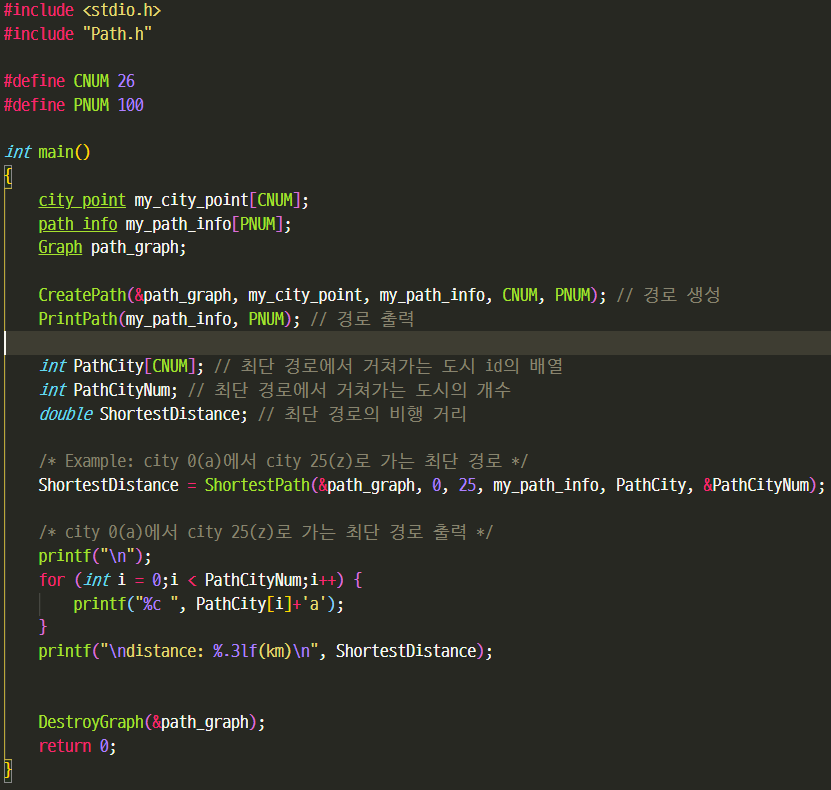 #include <stdio.h>
#include "Path.h"
#define CNUM 26
#define PNUM 100
int main()
{
city_point my_city_point[CNUM];
path_info my_path_info[PNUM];
Graph path_graph;
CreatePath(&path_graph, my_city_point, my_path_info, CNUM, PNUM); // 경로 생성
PrintPath(my_path_info, PNUM); // 경로 출력
int PathCity[CNUM]; // 최단 경로에서 거쳐가는 도시 id의 배열
int PathCityNum; // 최단 경로에서 거쳐가는 도시의 개수
double ShortestDistance; // 최단 경로의 비행 거리
/* Example: city 0(a)에서 city 25(z)로 가는 최단 경로 */
ShortestDistance = ShortestPath(&path_graph, 0, 25, my_path_info, PathCity, &PathCityNum);
/* city 0(a)에서 city 25(z)로 가는 최단 경로 출력 */
printf("\n");
for (int i = 0;i < PathCityNum;i++) {
printf("%c ", PathCity[i]+'a');
}
printf("\ndistance: %.3lf(km)\n", ShortestDistance);
DestroyGraph(&path_graph);
return 0;
}